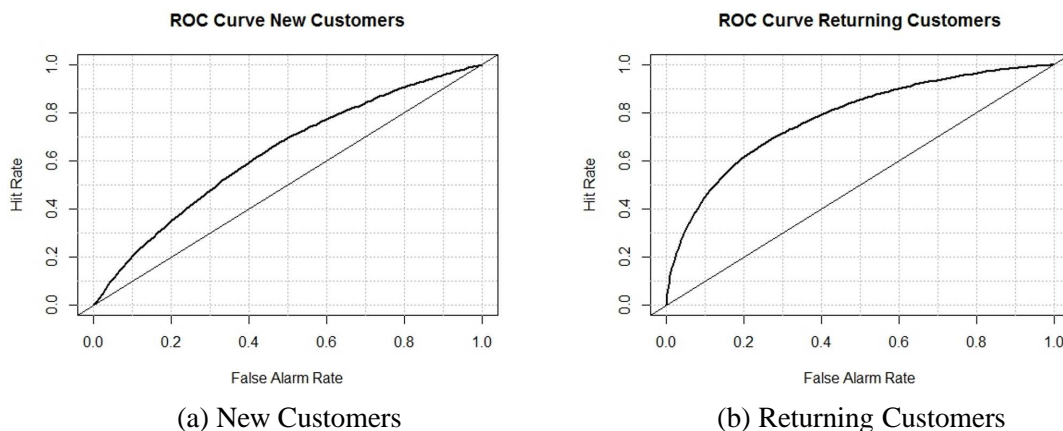 ROC Curve New Customers
Hit Rate
1.0
0.8
0.6
0.4
0.2
0.0
0.0 0.2 0.4 0.6 0.8 1.0
False Alarm Rate
(a) New Customers
ROC Curve Returning Customers
Hit Rate
1.0
0.8
0.6
0.4
0.2
0.0
0.0 0.2 0.4 0.6 0.8 1.0
False Alarm Rate
(b) Returning Customers